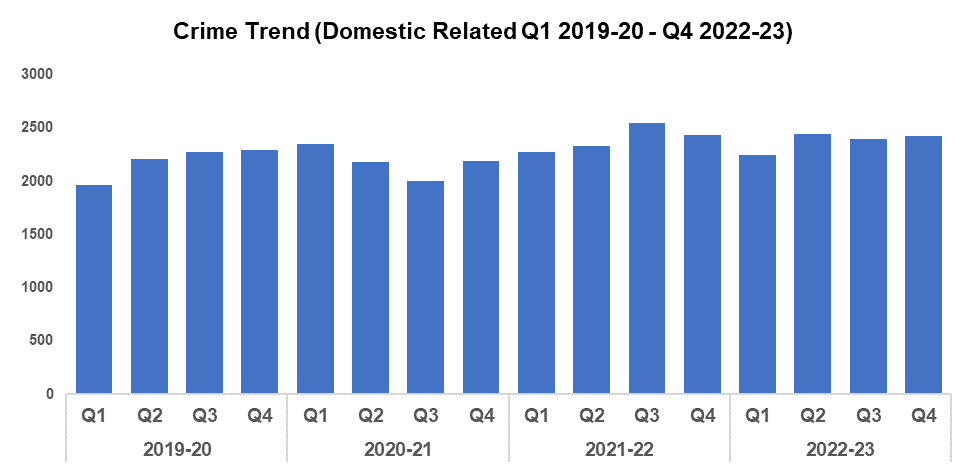 Crime Trend (Domestic Related Q1 2019-20 - Q4 2022-23)
3000
2500
2000
1500
1000
500
0
Q1 Q2 Q3 Q4 Q1 Q2 Q3 Q4 Q1 Q2 Q3 Q4 Q1 Q2 Q3 Q4
2019-20 2020-21 2021-22 2022-23